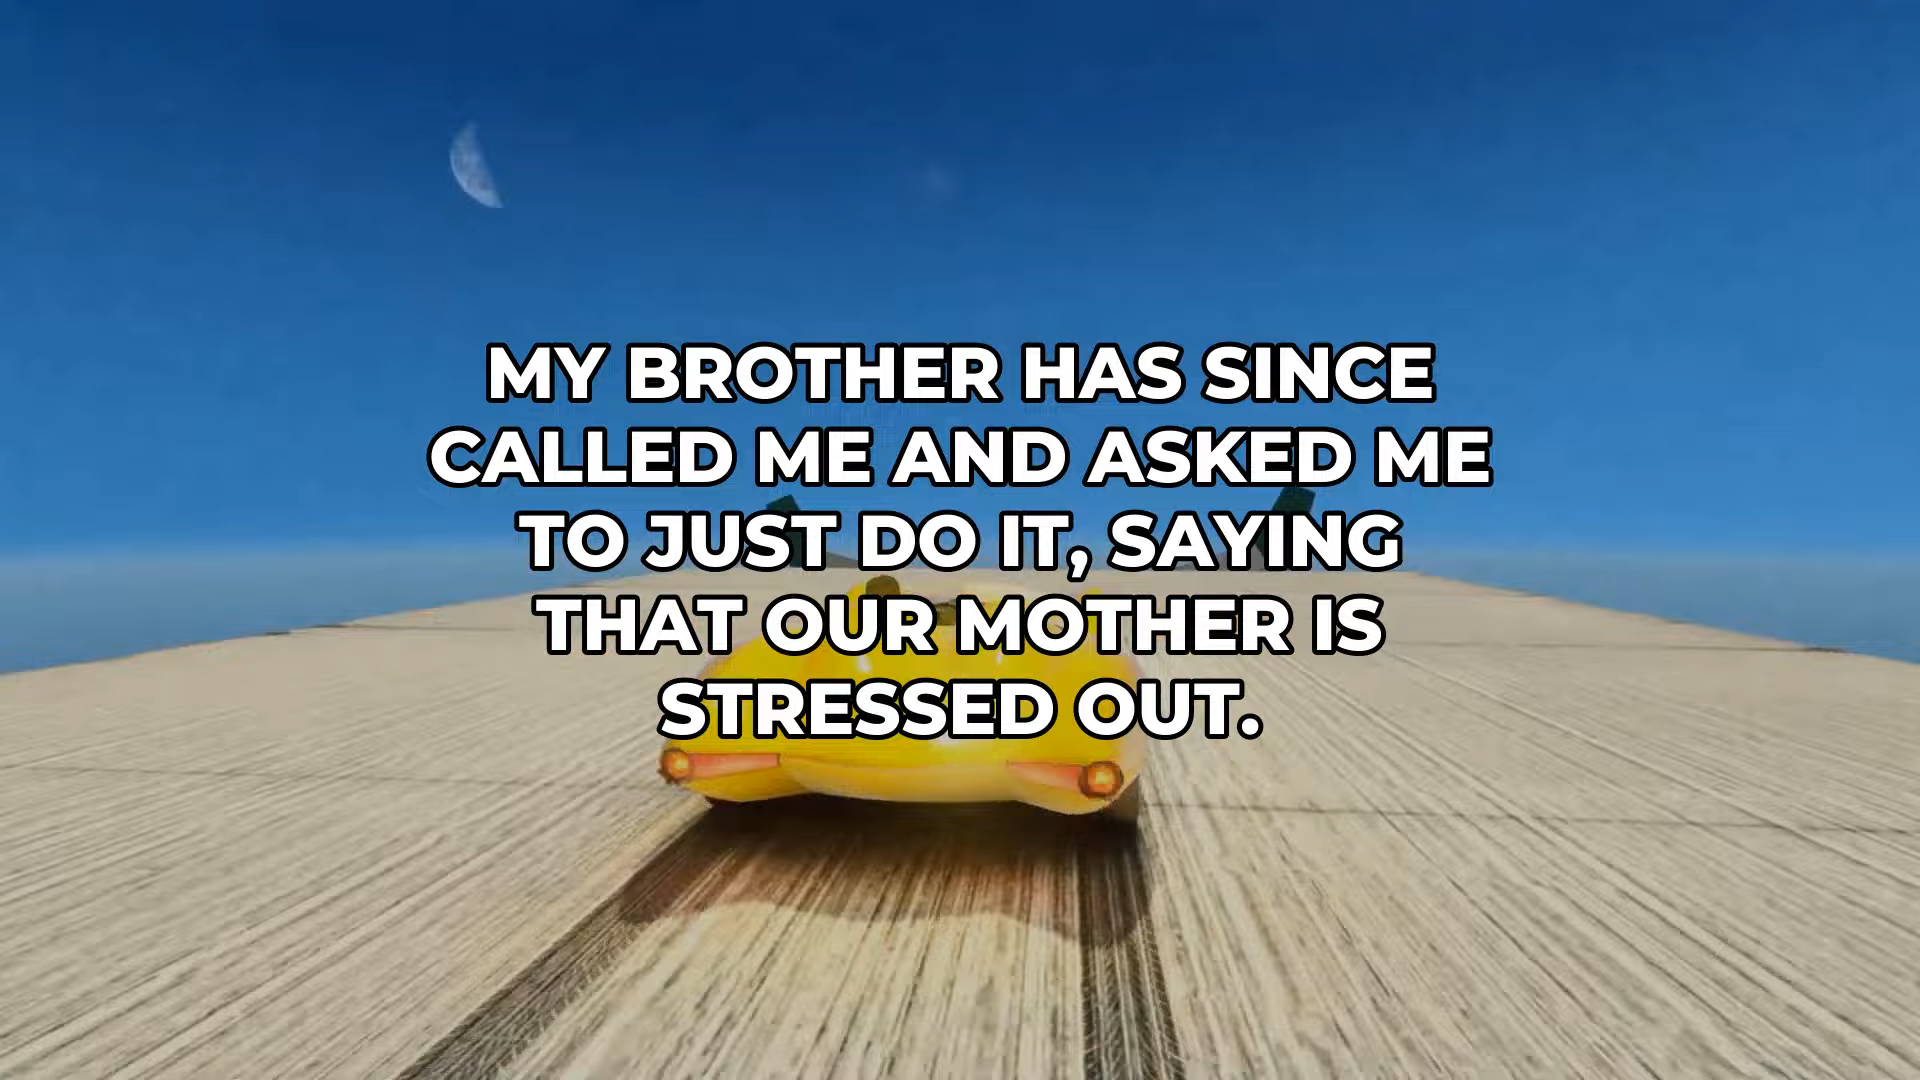 MY BROTHER HAS SINCE
CALLED ME AND ASKED ME
TO JUST DO IT, SAYING
THAT OUR MOTHER IS
STRESSED OUT.